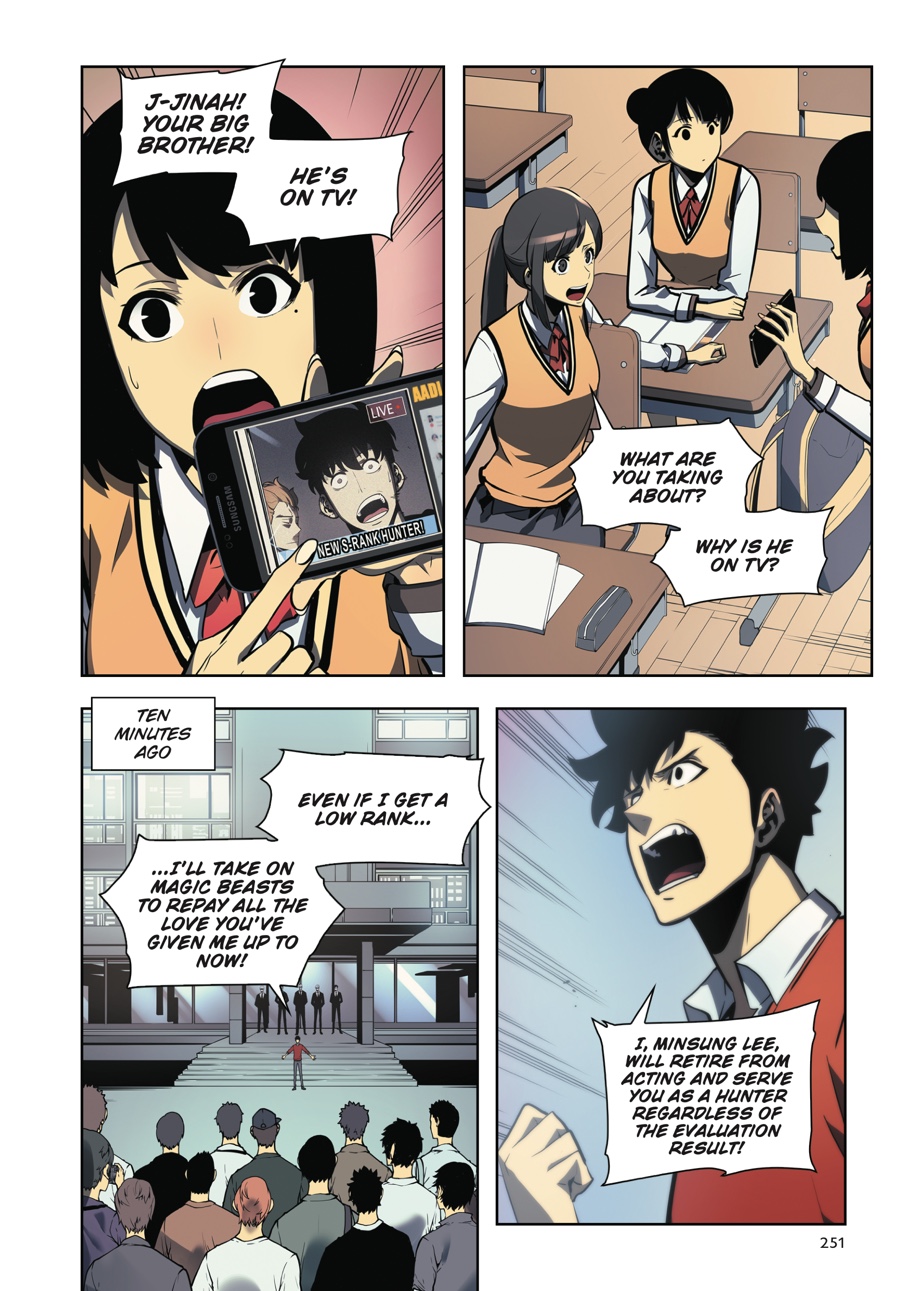 J-JINAH!
YOUR BIG
BROTHER!
HE'S
ON TV!
LIVE
AADI
SUNGSAM
NEW S-RANK HUNTER!
WHAT ARE
YOU TAKING
ABOUT?
WHY IS HE
ON TV?
TEN
MINUTES
AGO
EVEN IF I GET A
LOW RANK...
...I'LL TAKE ON
MAGIC BEASTS
TO REPAY ALL THE
LOVE YOU'VE
GIVEN ME UP TO
NOW!
I, MINSUNG LEE,
WILL RETIRE FROM
ACTING AND SERVE
YOU AS A HUNTER
REGARDLESS OF
THE EVALUATION
RESULT!
251